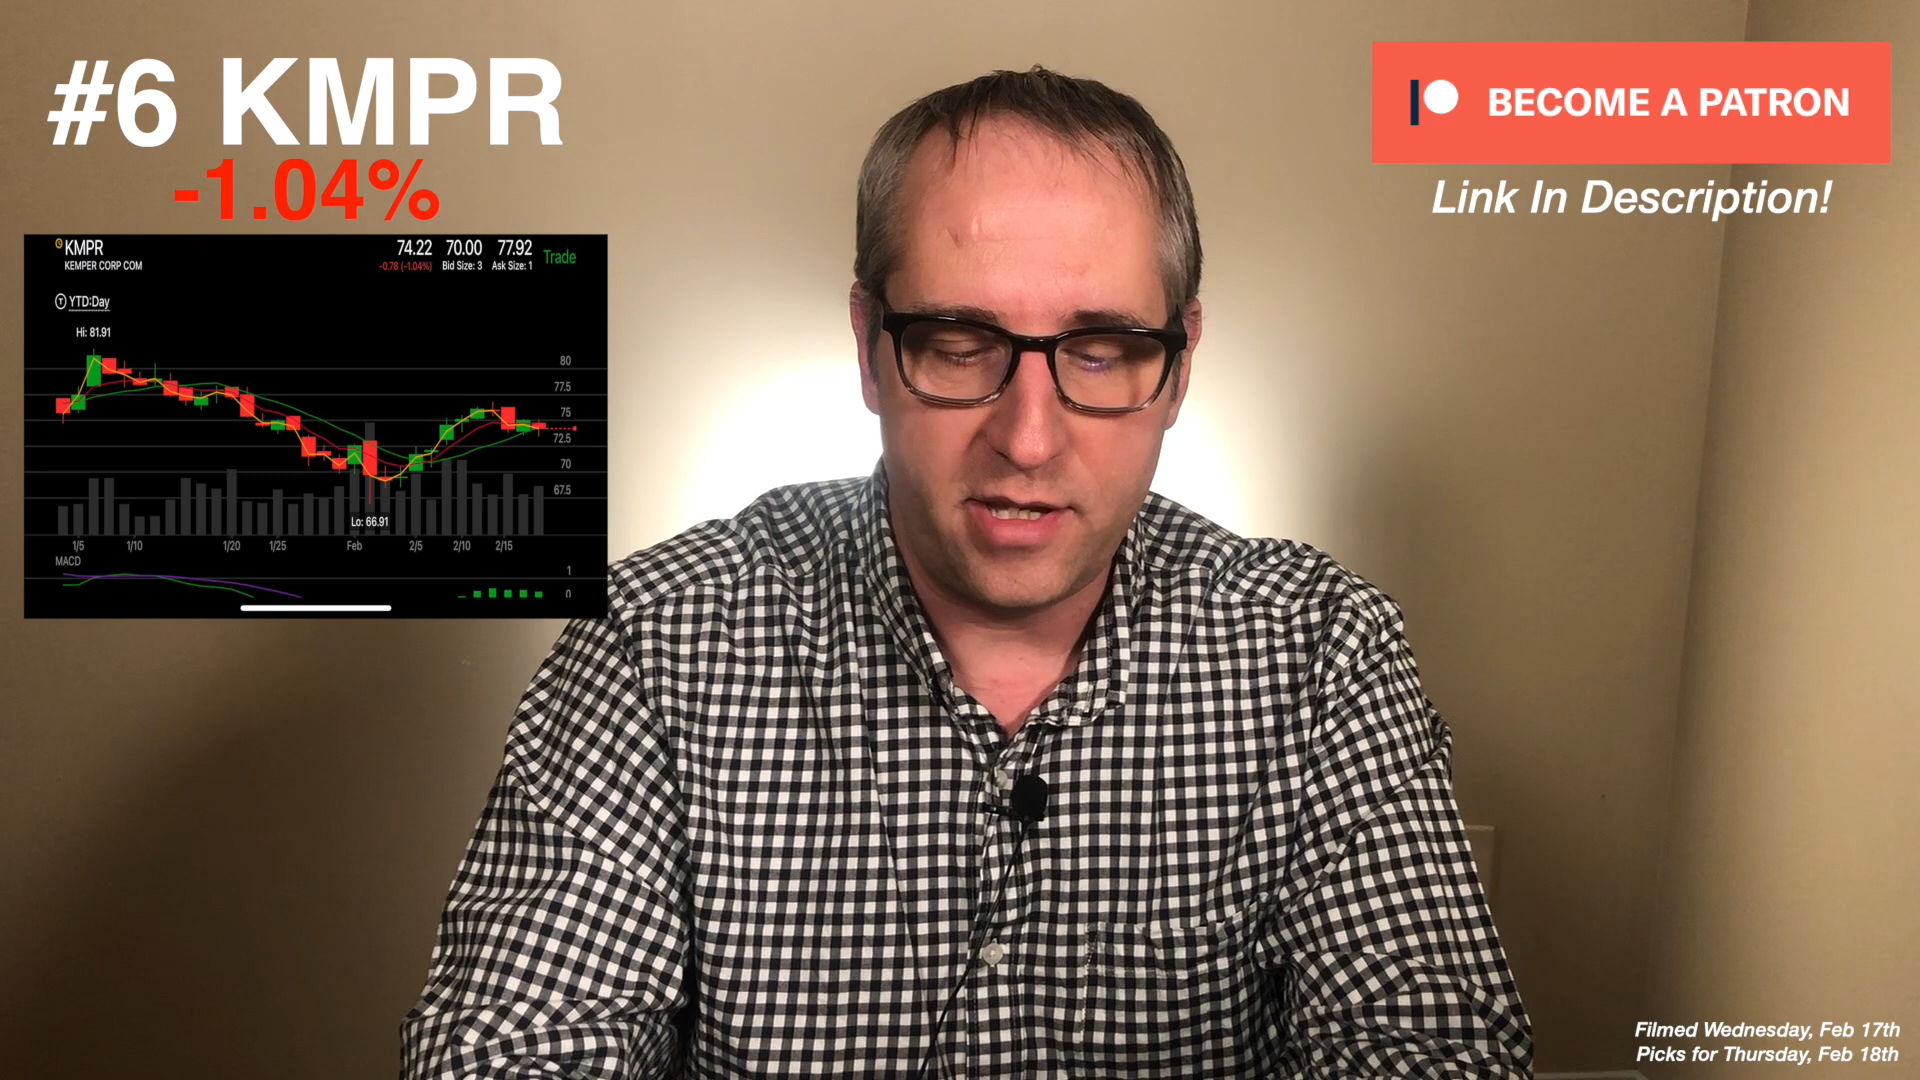 #6 KMPR
-1.04%
KMPR
KEMPER CORP COM
74.22 70.00 77.92 Trade
-0.78 (-1.04%) Bid Size: 3 Ask Size: 1
YTD:Day
Hi: 81.91
80
77.5
75
72.5
70
67.5
Lo: 66.91
1/5 1/10 1/20 1/25 Feb 2/5 2/10 2/15
MACD
1
0
BECOME A PATRON
Link In Description!
Filmed Wednesday, Feb 17th
Picks for Thursday, Feb 18th